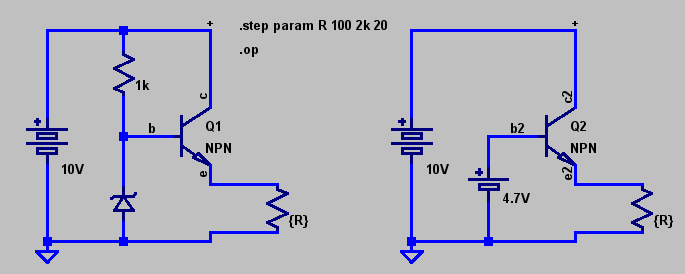 .step param R 100 2k 20
.op
+
1k
c
b
Q1
NPN
e
+
10V
{R}
+
c2
b2
Q2
NPN
e2
+
10V
+
4.7V
{R}